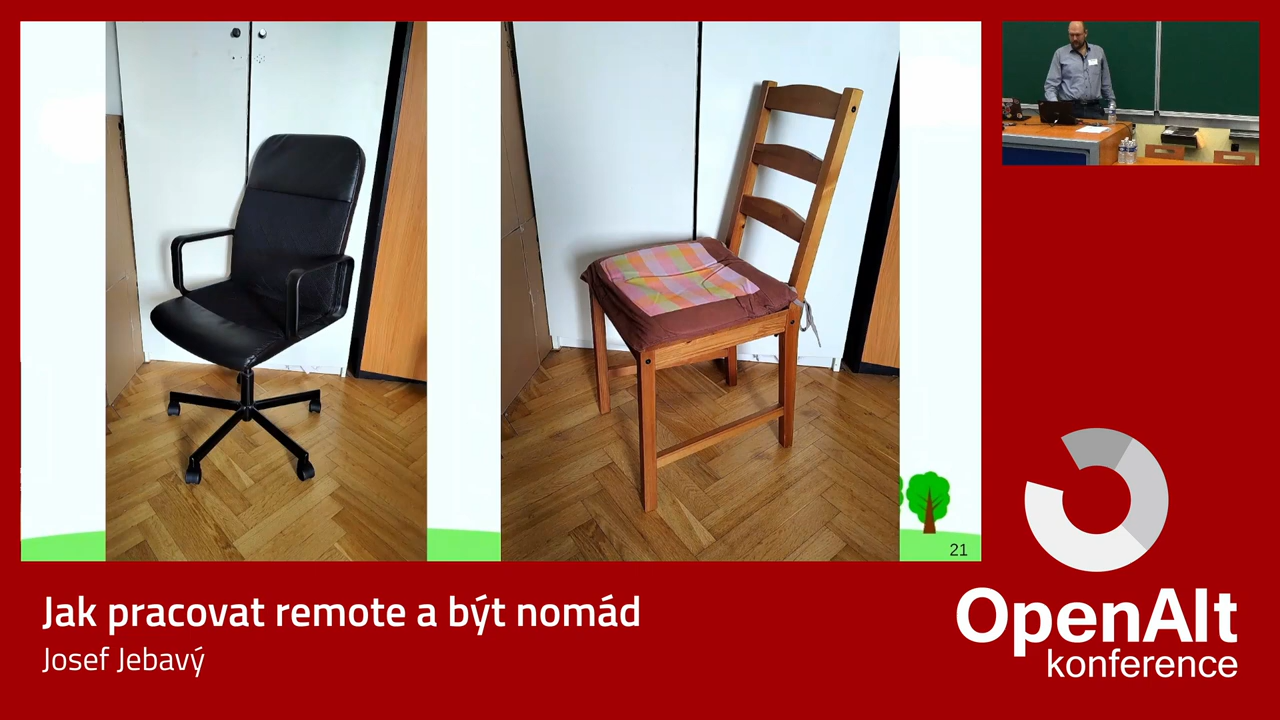 21
Jak pracovat remote a být nomád
Josef Jebavý
OpenAlt
konference